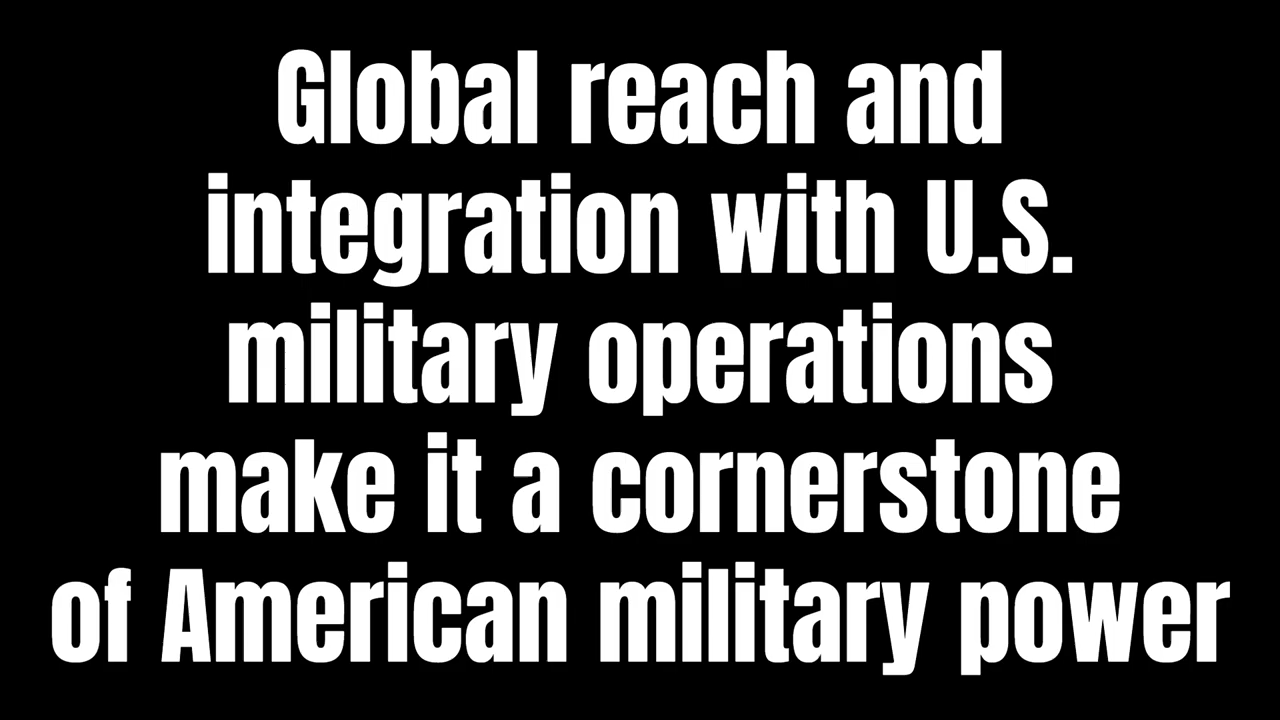 Global reach and
integration with U.S.
military operations
make it a cornerstone
of American military power